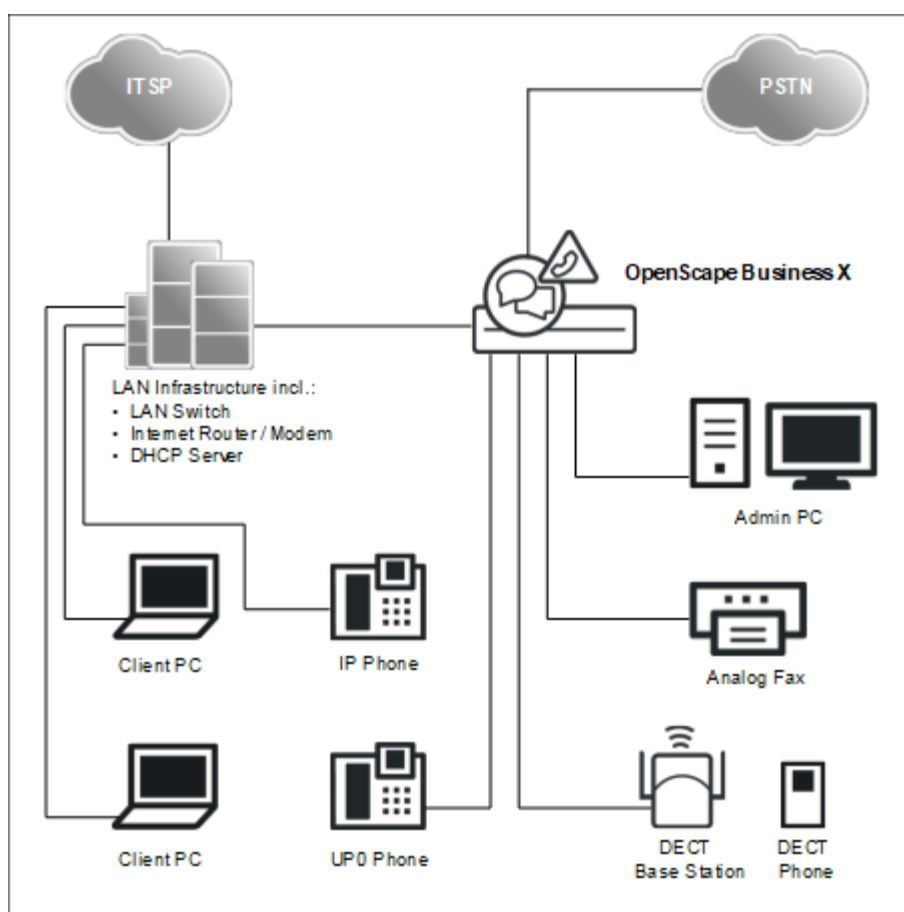 ITSP
PSTN
OpenScape Business X
LAN Infrastructure incl.:
• LAN Switch
• Internet Router / Modem
• DHCP Server
Admin PC
Client PC
IP Phone
Analog Fax
Client PC
UP0 Phone
DECT
Base Station
DECT
Phone